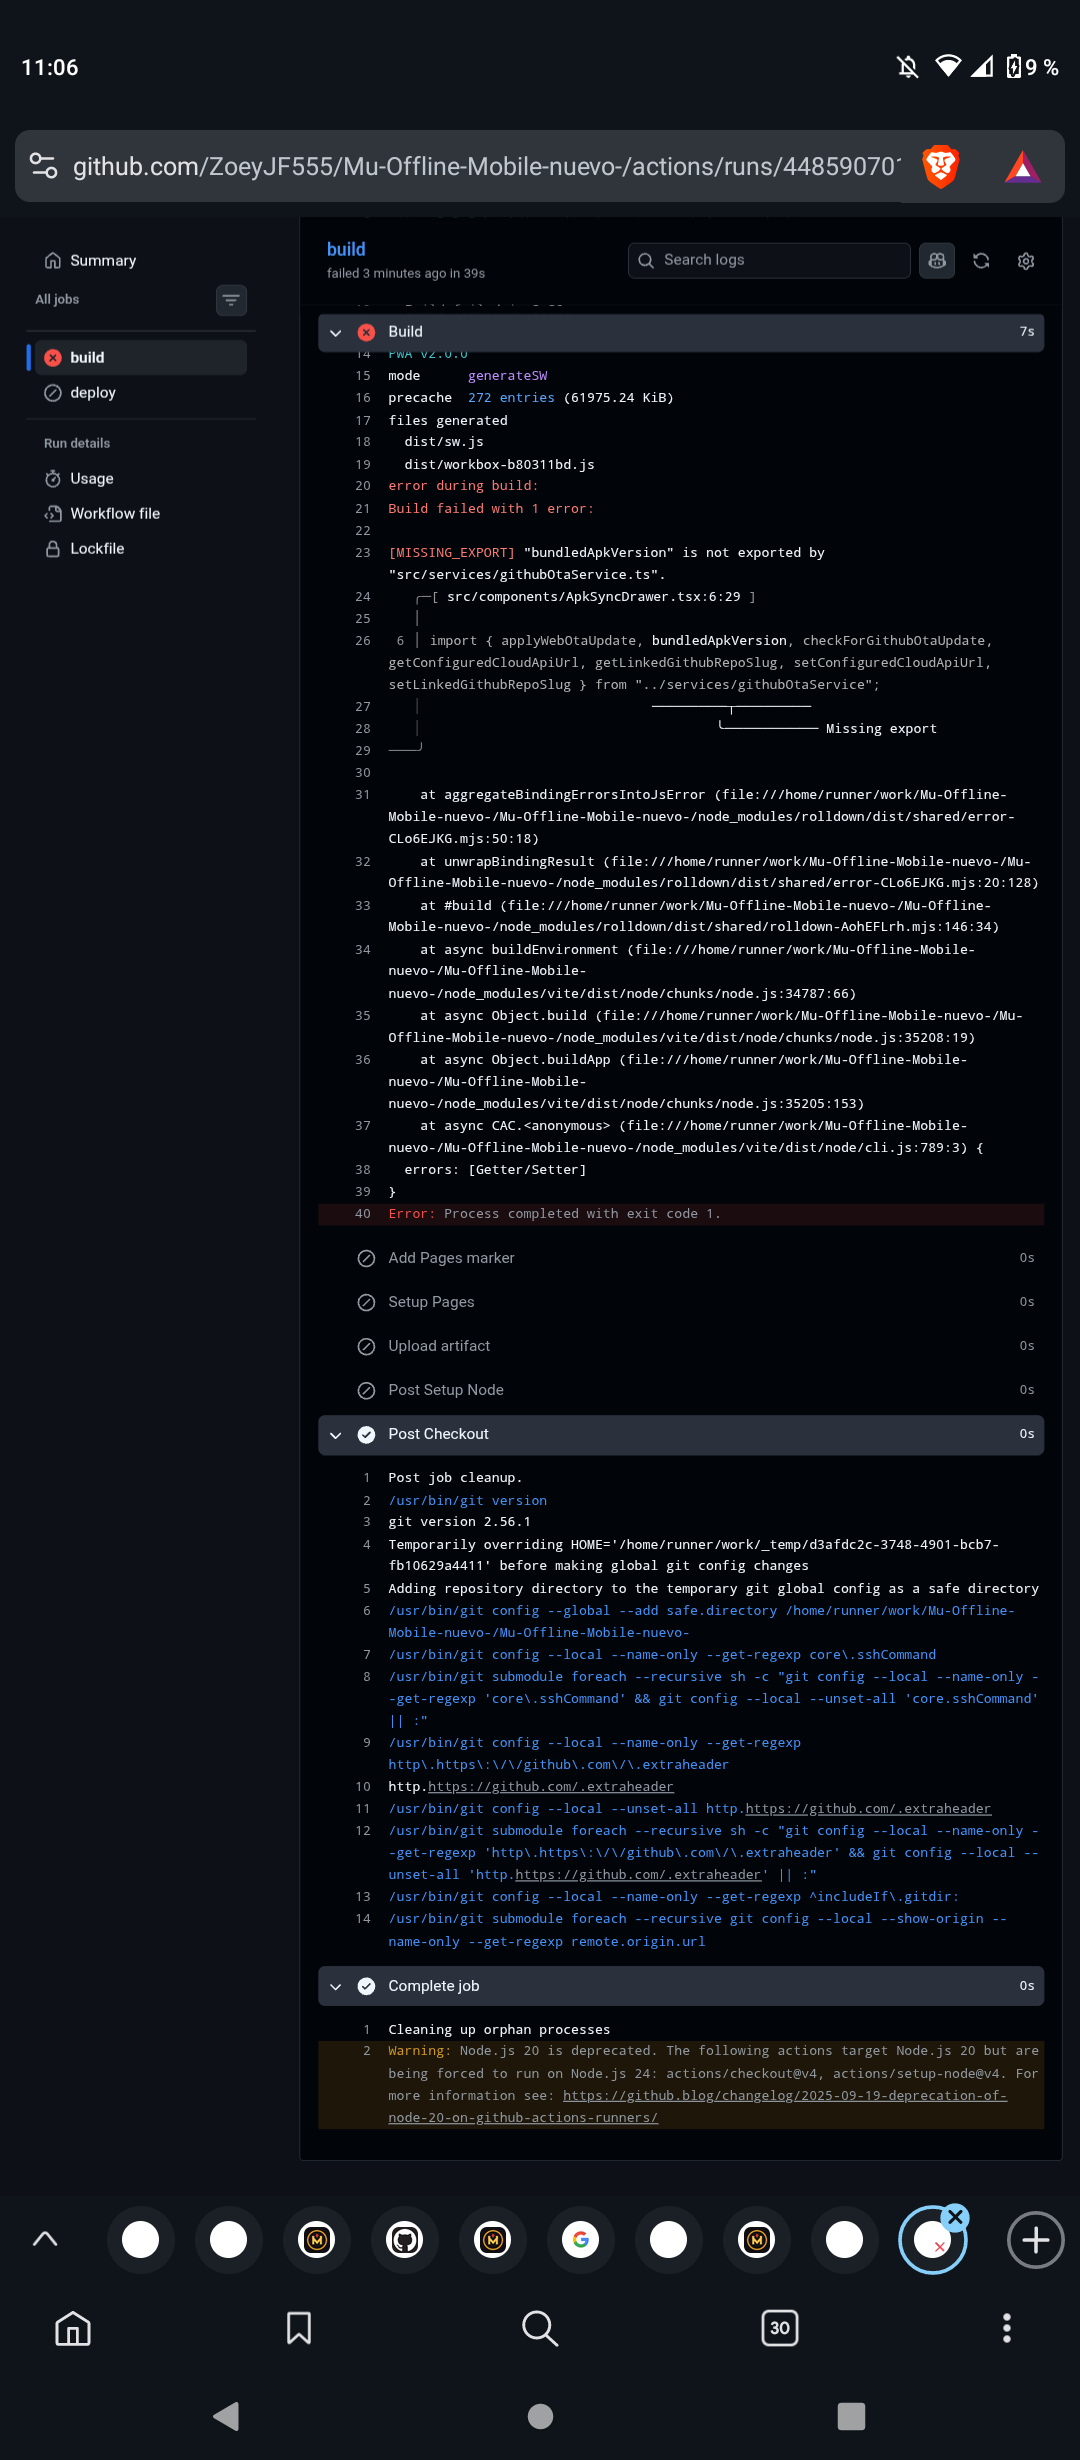 11:06
9 %
github.com/ZoeyJF555/Mu-Offline-Mobile-nuevo-/actions/runs/448590701
Summary
All jobs
build
deploy
Run details
Usage
Workflow file
Lockfile
build
failed 3 minutes ago in 39s
Search logs
Build
7s
14 PWA v2.0.0
15 mode generateSW
16 precache 272 entries (61975.24 KiB)
17 files generated
18 dist/sw.js
19 dist/workbox-b80311bd.js
20 error during build:
21 Build failed with 1 error:
22
23 [MISSING_EXPORT] "bundledApkVersion" is not exported by
"src/services/githubOtaService.ts".
24 ╭─[ src/components/ApkSyncDrawer.tsx:6:29 ]
25 │
26 6 │ import { applyWebOtaUpdate, bundledApkVersion, checkForGithubOtaUpdate,
getConfiguredCloudApiUrl, getLinkedGithubRepoSlug, setConfiguredCloudApiUrl,
setLinkedGithubRepoSlug } from "../services/githubOtaService";
27 │ ────────┬────────
28 │ ╰────────── Missing export
29 ───╯
30
31 at aggregateBindingErrorsIntoJsError (file:///home/runner/work/Mu-Offline-
Mobile-nuevo-/Mu-Offline-Mobile-nuevo-/node_modules/rolldown/dist/shared/error-
CLo6EJKG.mjs:50:18)
32 at unwrapBindingResult (file:///home/runner/work/Mu-Offline-Mobile-nuevo-/Mu-
Offline-Mobile-nuevo-/node_modules/rolldown/dist/shared/error-CLo6EJKG.mjs:20:128)
33 at #build (file:///home/runner/work/Mu-Offline-Mobile-nuevo-/Mu-Offline-
Mobile-nuevo-/node_modules/rolldown/dist/shared/rolldown-AohEFLrh.mjs:146:34)
34 at async buildEnvironment (file:///home/runner/work/Mu-Offline-Mobile-
nuevo-/Mu-Offline-Mobile-
nuevo-/node_modules/vite/dist/node/chunks/node.js:34787:66)
35 at async Object.build (file:///home/runner/work/Mu-Offline-Mobile-nuevo-/Mu-
Offline-Mobile-nuevo-/node_modules/vite/dist/node/chunks/node.js:35208:19)
36 at async Object.buildApp (file:///home/runner/work/Mu-Offline-Mobile-
nuevo-/Mu-Offline-Mobile-
nuevo-/node_modules/vite/dist/node/chunks/node.js:35205:153)
37 at async CAC.<anonymous> (file:///home/runner/work/Mu-Offline-Mobile-
nuevo-/Mu-Offline-Mobile-nuevo-/node_modules/vite/dist/node/cli.js:789:3) {
38 errors: [Getter/Setter]
39 }
40 Error: Process completed with exit code 1.
Add Pages marker 0s
Setup Pages 0s
Upload artifact 0s
Post Setup Node 0s
Post Checkout 0s
1 Post job cleanup.
2 /usr/bin/git version
3 git version 2.56.1
4 Temporarily overriding HOME='/home/runner/work/_temp/d3afdc2c-3748-4901-bcb7-
fb10629a4411' before making global git config changes
5 Adding repository directory to the temporary git global config as a safe directory
6 /usr/bin/git config --global --add safe.directory /home/runner/work/Mu-Offline-
Mobile-nuevo-/Mu-Offline-Mobile-nuevo-
7 /usr/bin/git config --local --name-only --get-regexp core\.sshCommand
8 /usr/bin/git submodule foreach --recursive sh -c "git config --local --name-only -
-get-regexp 'core\.sshCommand' && git config --local --unset-all 'core.sshCommand'
|| :"
9 /usr/bin/git config --local --name-only --get-regexp
http\.https\:\/\/github\.com\/\.extraheader
10 http.https://github.com/.extraheader
11 /usr/bin/git config --local --unset-all http.https://github.com/.extraheader
12 /usr/bin/git submodule foreach --recursive sh -c "git config --local --name-only -
-get-regexp 'http\.https\:\/\/github\.com\/\.extraheader' && git config --local --
unset-all 'http.https://github.com/.extraheader' || :"
13 /usr/bin/git config --local --name-only --get-regexp ^includeIf\.gitdir:
14 /usr/bin/git submodule foreach --recursive git config --local --show-origin --
name-only --get-regexp remote.origin.url
Complete job 0s
1 Cleaning up orphan processes
2 Warning: Node.js 20 is deprecated. The following actions target Node.js 20 but are
being forced to run on Node.js 24: actions/checkout@v4, actions/setup-node@v4. For
more information see: https://github.blog/changelog/2025-09-19-deprecation-of-
node-20-on-github-actions-runners/
30